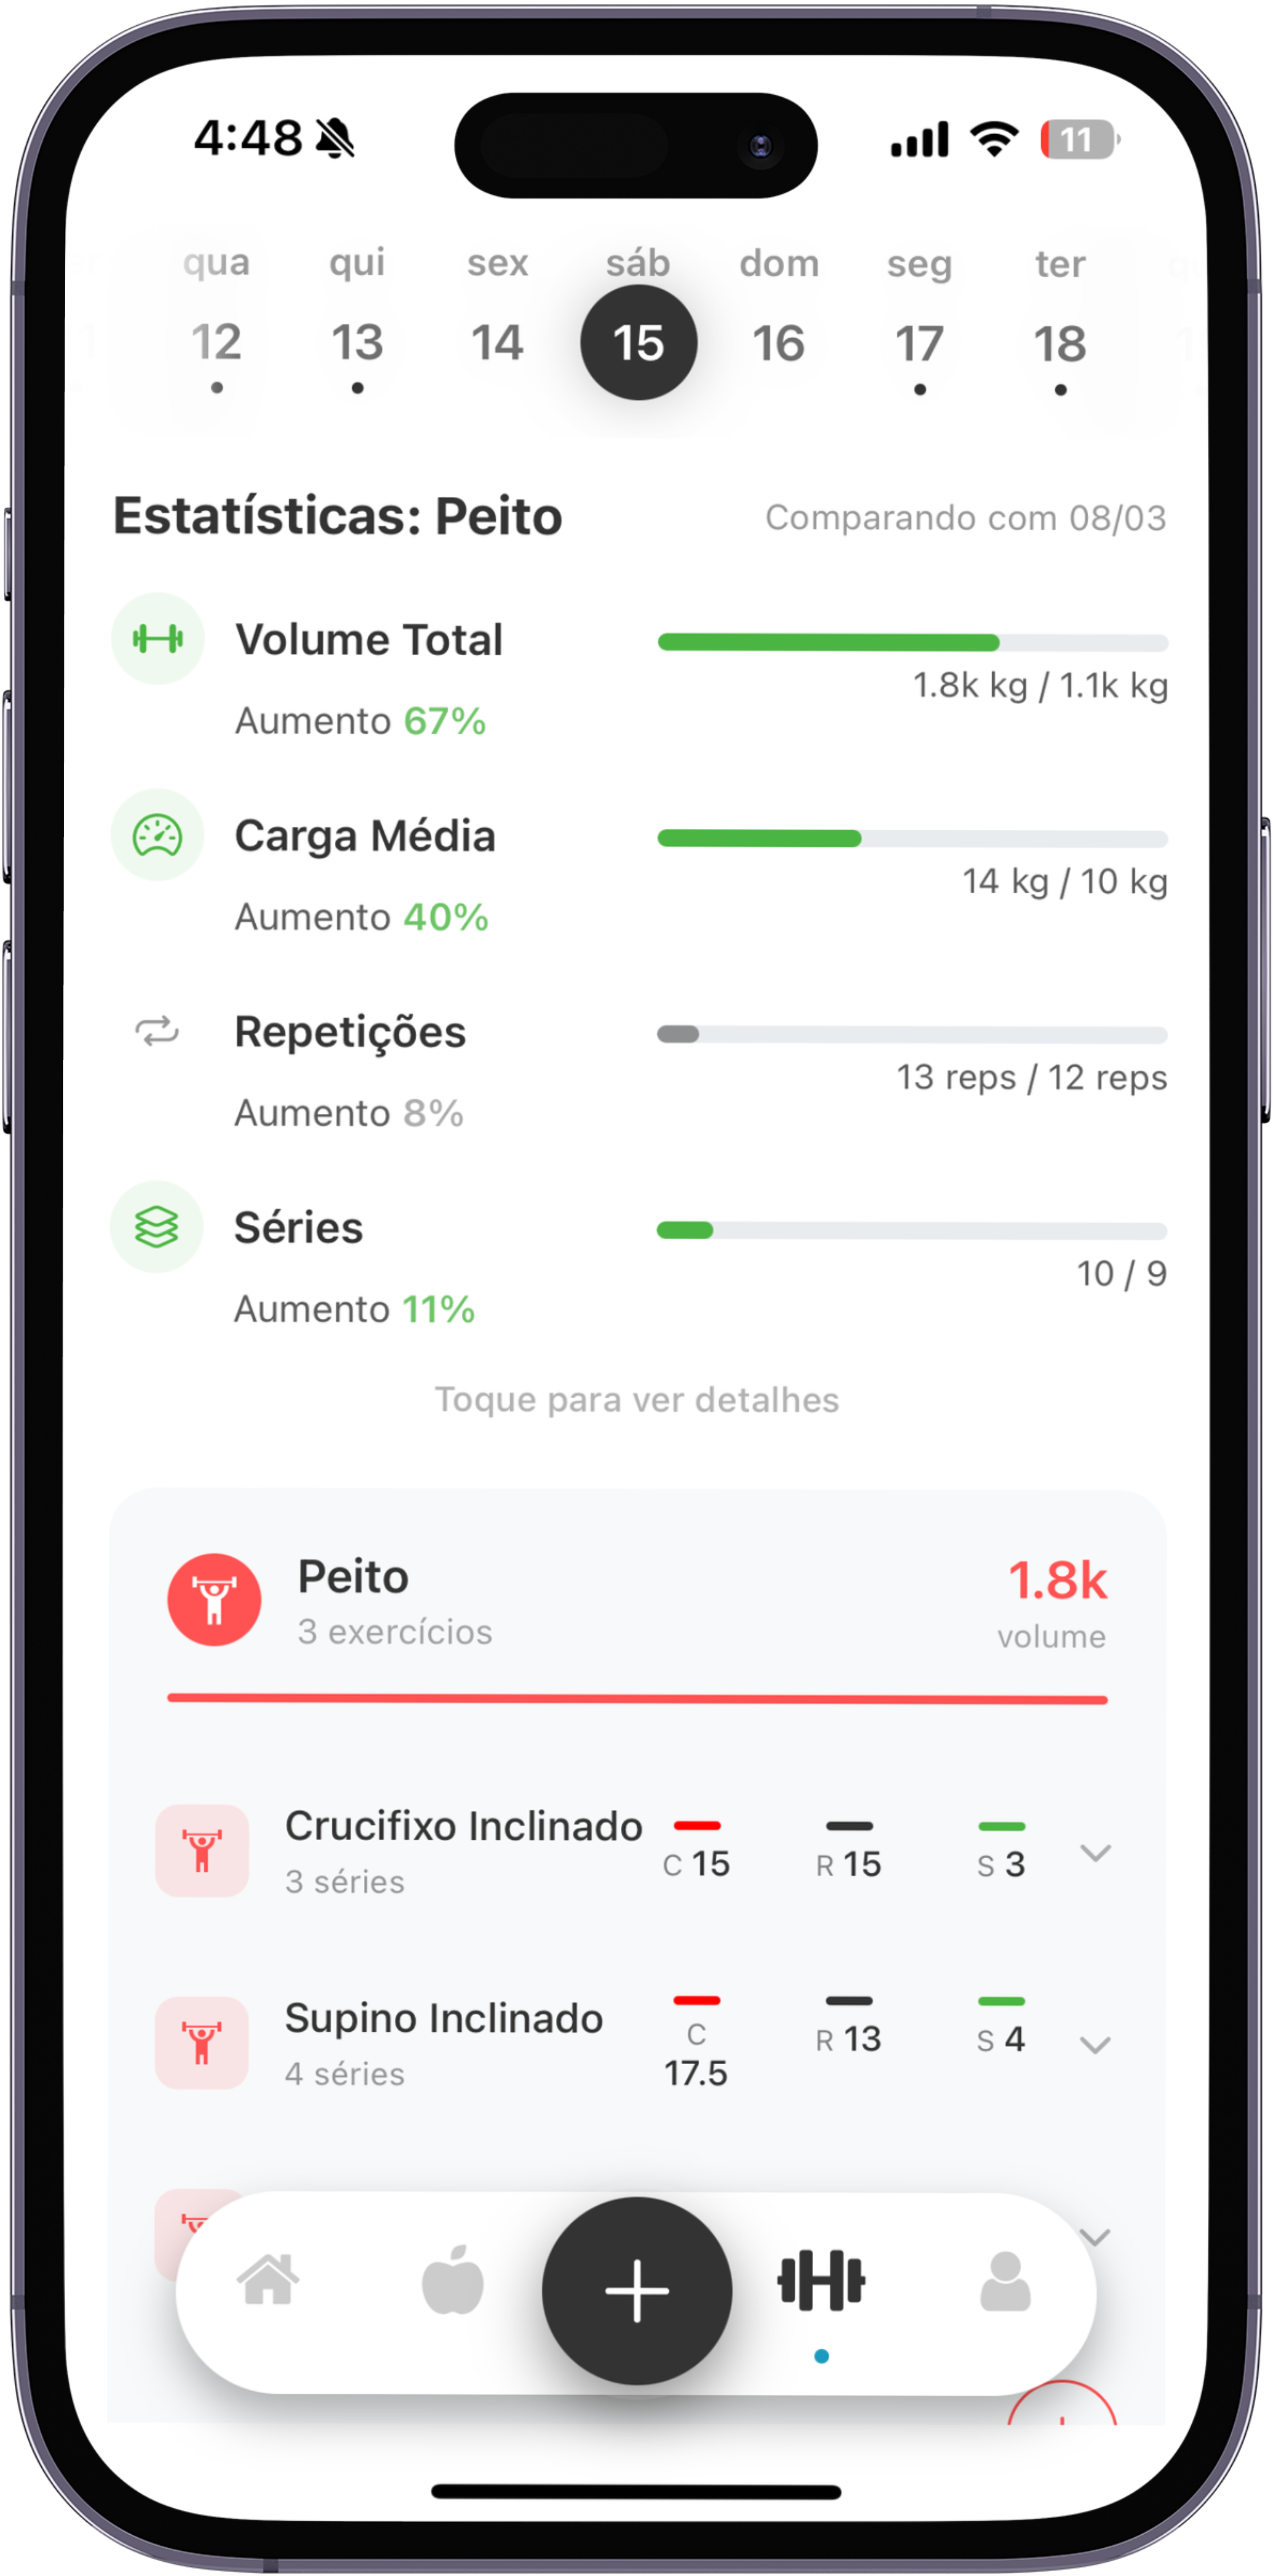 4:48 11
qua qui sex sáb dom seg ter
12 13 14 15 16 17 18
Estatísticas: Peito Comparando com 08/03
Volume Total
1.8k kg / 1.1k kg
Aumento 67%
Carga Média
14 kg / 10 kg
Aumento 40%
Repetições
13 reps / 12 reps
Aumento 8%
Séries
10 / 9
Aumento 11%
Toque para ver detalhes
Peito 1.8k
3 exercícios volume
Crucifixo Inclinado C 15 R 15 S 3
3 séries
Supino Inclinado C 17.5 R 13 S 4
4 séries